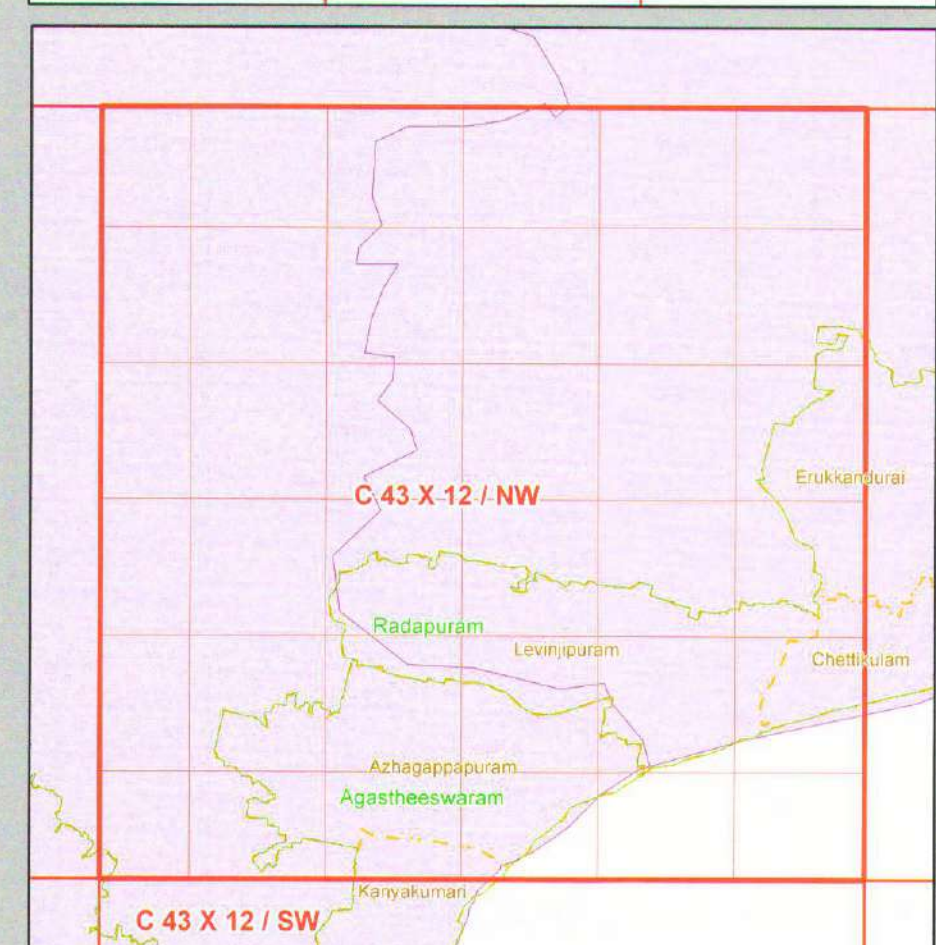 Erukkandurai
C 43 X 12 / NW
Radapuram
Levinjipuram
Chettikulam
Azhagappapuram
Agastheeswaram
Kanyakumari
C 43 X 12 / SW